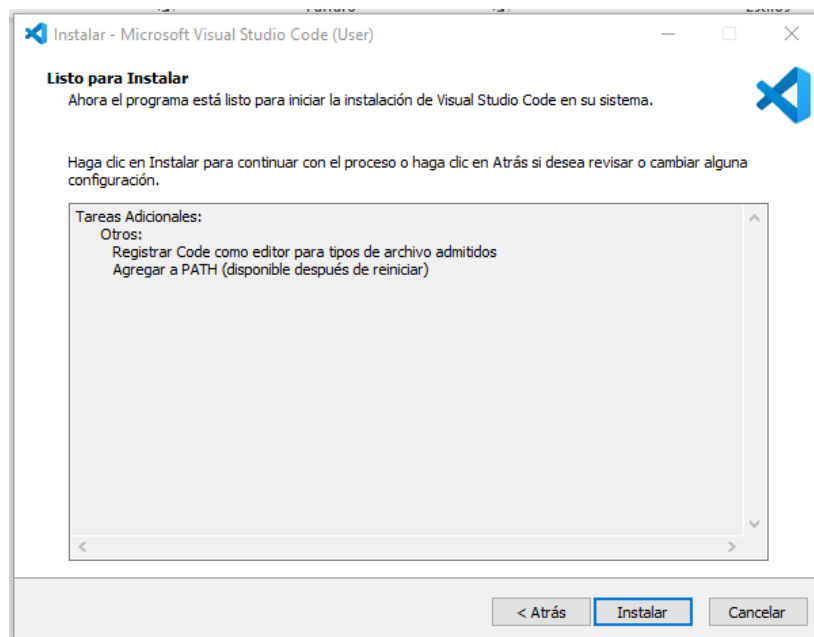 Instalar - Microsoft Visual Studio Code (User)
Listo para Instalar
Ahora el programa está listo para iniciar la instalación de Visual Studio Code en su sistema.
Haga clic en Instalar para continuar con el proceso o haga clic en Atrás si desea revisar o cambiar alguna
configuración.
Tareas Adicionales:
Otros:
Registrar Code como editor para tipos de archivo admitidos
Agregar a PATH (disponible después de reiniciar)
< Atrás
Instalar
Cancelar